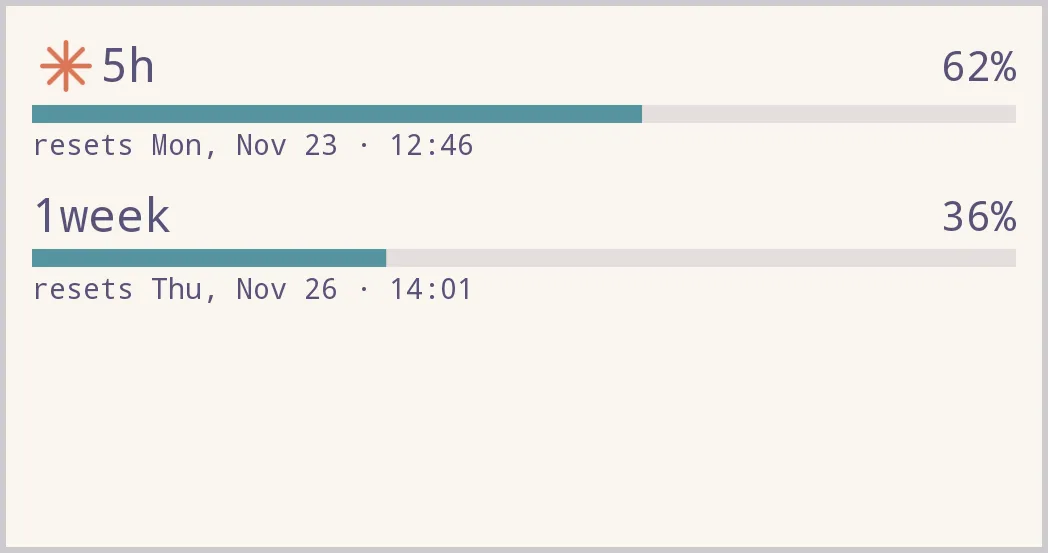 5h 62%
resets Mon, Nov 23 · 12:46
1week 36%
resets Thu, Nov 26 · 14:01